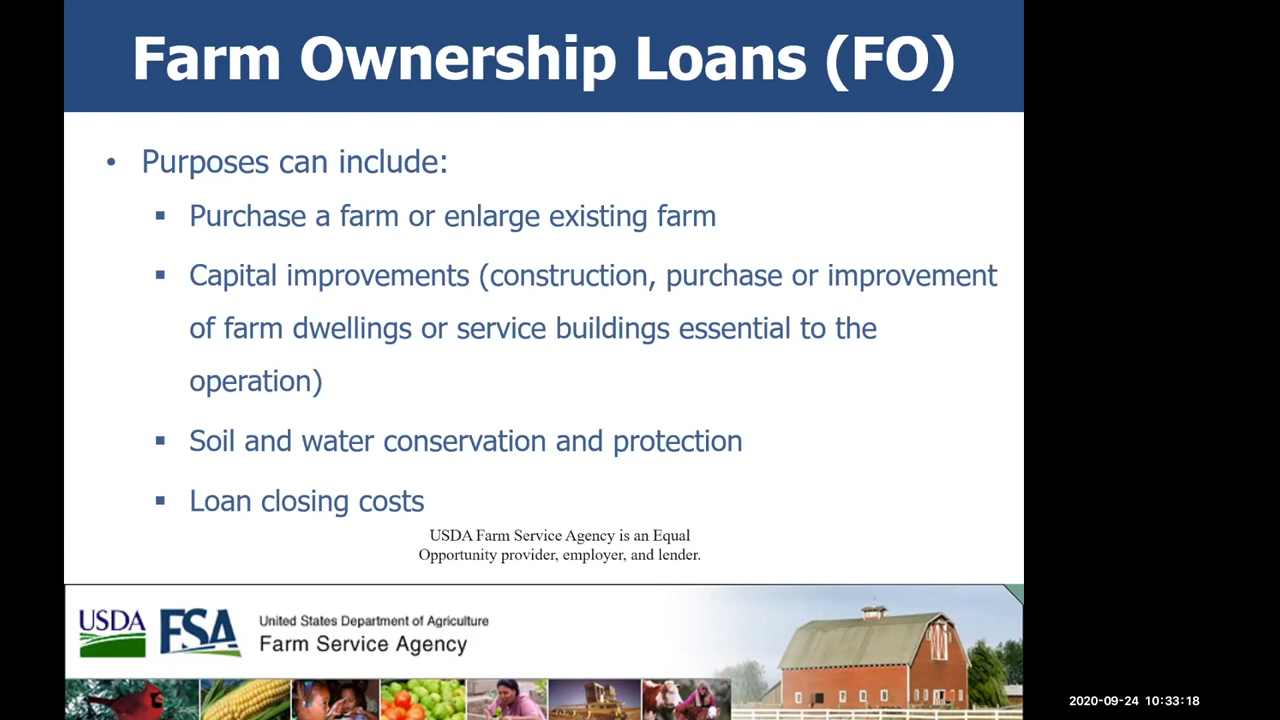 Farm Ownership Loans (FO)
• Purposes can include:
▪ Purchase a farm or enlarge existing farm
▪ Capital improvements (construction, purchase or improvement
of farm dwellings or service buildings essential to the
operation)
▪ Soil and water conservation and protection
▪ Loan closing costs
USDA Farm Service Agency is an Equal
Opportunity provider, employer, and lender.
USDA FSA
United States Department of Agriculture
Farm Service Agency
2020-09-24 10:33:18